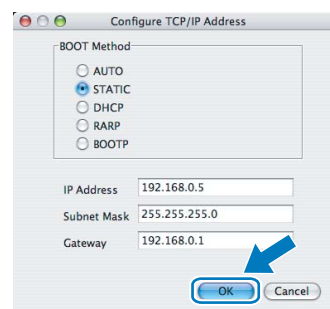 Configure TCP/IP Address
BOOT Method
AUTO
STATIC
DHCP
RARP
BOOTP
IP Address 192.168.0.5
Subnet Mask 255.255.255.0
Gateway 192.168.0.1
OK Cancel